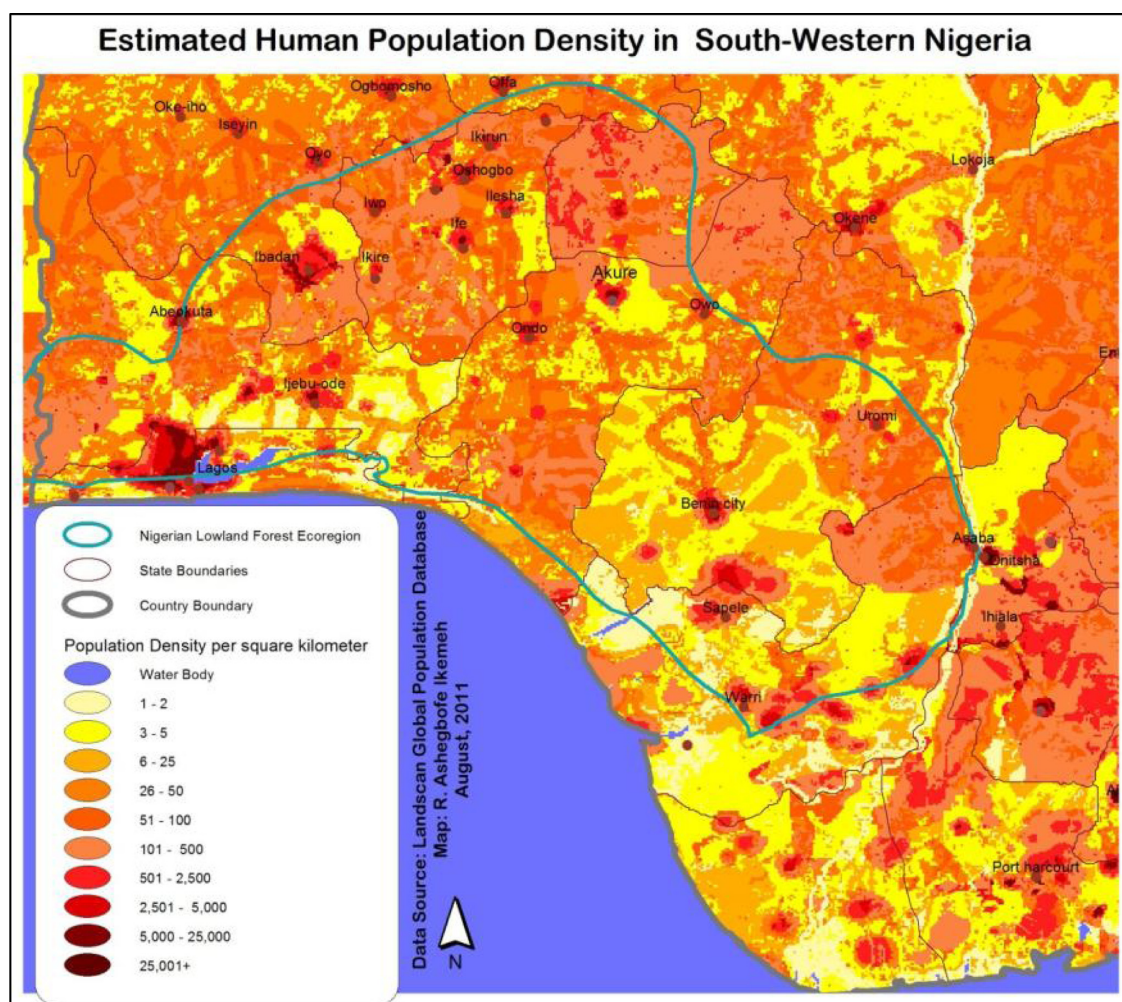 Estimated Human Population Density in South-Western Nigeria
Ogbomosho
Offa
Oke-iho
Iseyin
Ikirun
Oyo
Oshogbo
Lokoja
Iwp
Ilesha
Ife
Okene
Ibadan
Ikire
Akure
Abeokuta
Owo
Ondo
Ijebu-ode
Uromi
Lagos
Benin city
Asaba
Onitsha
Sapele
Ihiala
Warri
Port harcourt
Nigerian Lowland Forest Ecoregion
State Boundaries
Country Boundary
Population Density per square kilometer
Water Body
1 - 2
3 - 5
6 - 25
26 - 50
51 - 100
101 - 500
501 - 2,500
2,501 - 5,000
5,000 - 25,000
25,001+
Data Source: Landscan Global Population Database
Map: R. Ashegbofe Ikemeh
August, 2011
N